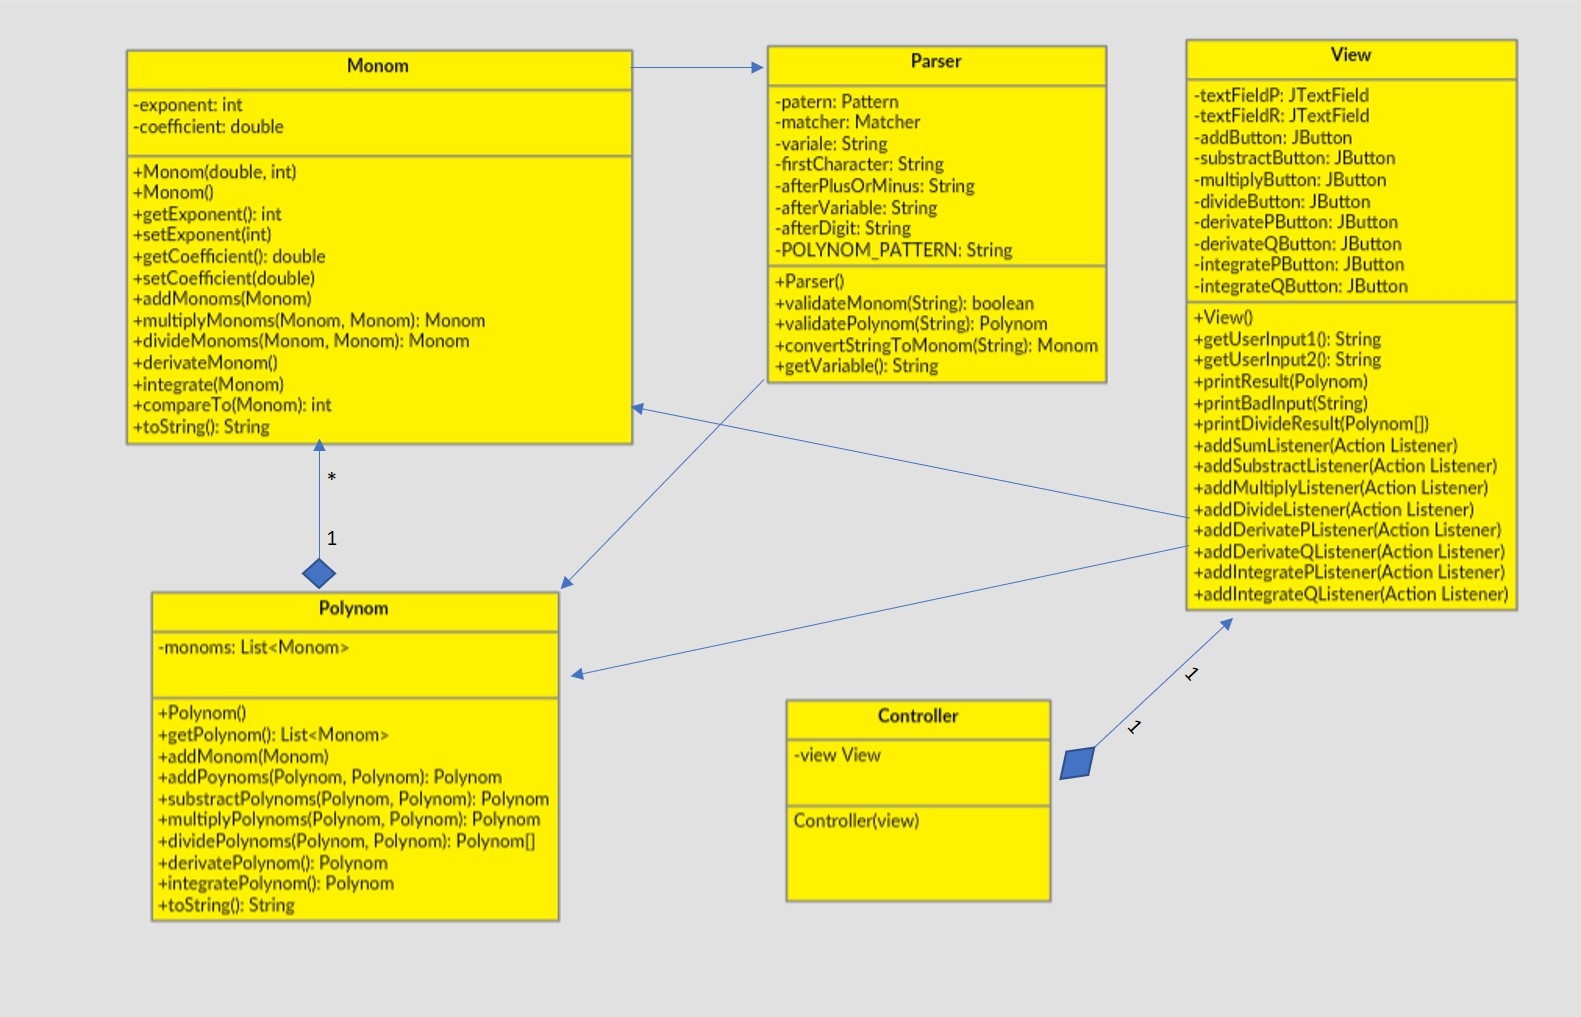 Monom
-exponent: int
-coefficient: double
+Monom(double, int)
+Monom()
+getExponent(): int
+setExponent(int)
+getCoefficient(): double
+setCoefficient(double)
+addMonoms(Monom)
+multiplyMonoms(Monom, Monom): Monom
+divideMonoms(Monom, Monom): Monom
+derivateMonom()
+integrate(Monom)
+compareTo(Monom): int
+toString(): String
*
1
Polynom
-monoms: List<Monom>
+Polynom()
+getPolynom(): List<Monom>
+addMonom(Monom)
+addPoynoms(Polynom, Polynom): Polynom
+substractPolynoms(Polynom, Polynom): Polynom
+multiplyPolynoms(Polynom, Polynom): Polynom
+dividePolynoms(Polynom, Polynom): Polynom[]
+derivatePolynom(): Polynom
+integratePolynom(): Polynom
+toString(): String
Parser
-patern: Pattern
-matcher: Matcher
-variale: String
-firstCharacter: String
-afterPlusOrMinus: String
-afterVariable: String
-afterDigit: String
-POLYNOM_PATTERN: String
+Parser()
+validateMonom(String): boolean
+validatePolynom(String): Polynom
+convertStringToMonom(String): Monom
+getVariable(): String
View
-textFieldP: JTextField
-textFieldR: JTextField
-addButton: JButton
-substractButton: JButton
-multiplyButton: JButton
-divideButton: JButton
-derivatePButton: JButton
-derivateQButton: JButton
-integratePButton: JButton
-integrateQButton: JButton
+View()
+getUserInput1(): String
+getUserInput2(): String
+printResult(Polynom)
+printBadInput(String)
+printDivideResult(Polynom[])
+addSumListener(Action Listener)
+addSubstractListener(Action Listener)
+addMultiplyListener(Action Listener)
+addDivideListener(Action Listener)
+addDerivatePListener(Action Listener)
+addDerivateQListener(Action Listener)
+addIntegratePListener(Action Listener)
+addIntegrateQListener(Action Listener)
1
1
Controller
-view View
Controller(view)